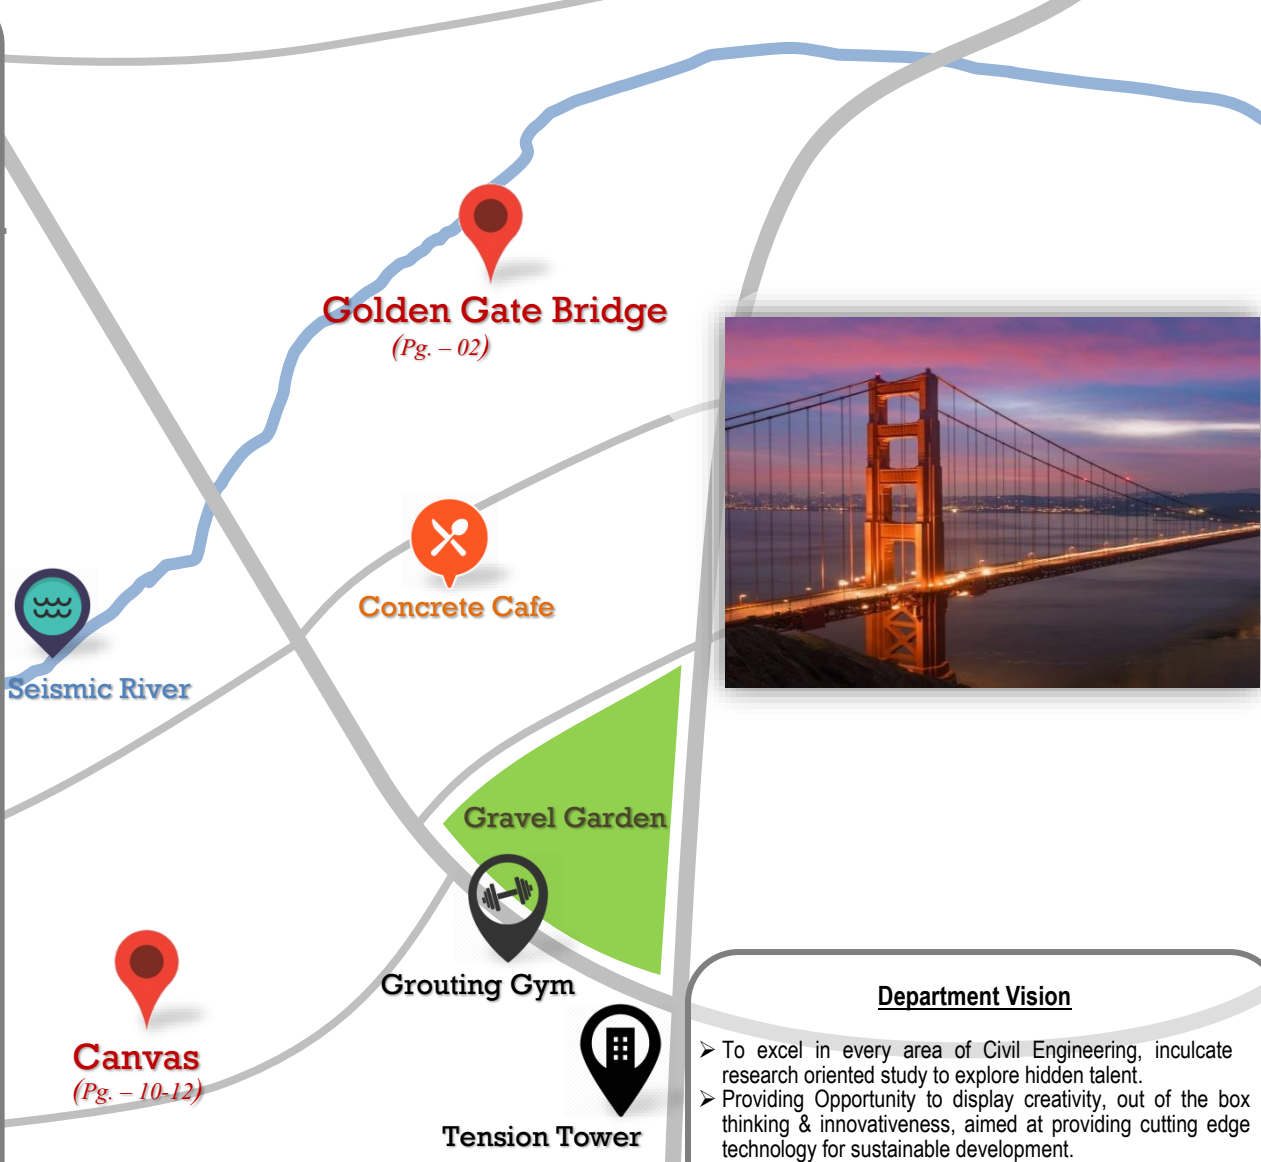 Golden Gate Bridge
(Pg. – 02)
Concrete Cafe
Seismic River
Gravel Garden
Grouting Gym
Canvas
(Pg. – 10-12)
Tension Tower
Department Vision
➢ To excel in every area of Civil Engineering, inculcate
research oriented study to explore hidden talent.
➢ Providing Opportunity to display creativity, out of the box
thinking & innovativeness, aimed at providing cutting edge
technology for sustainable development.